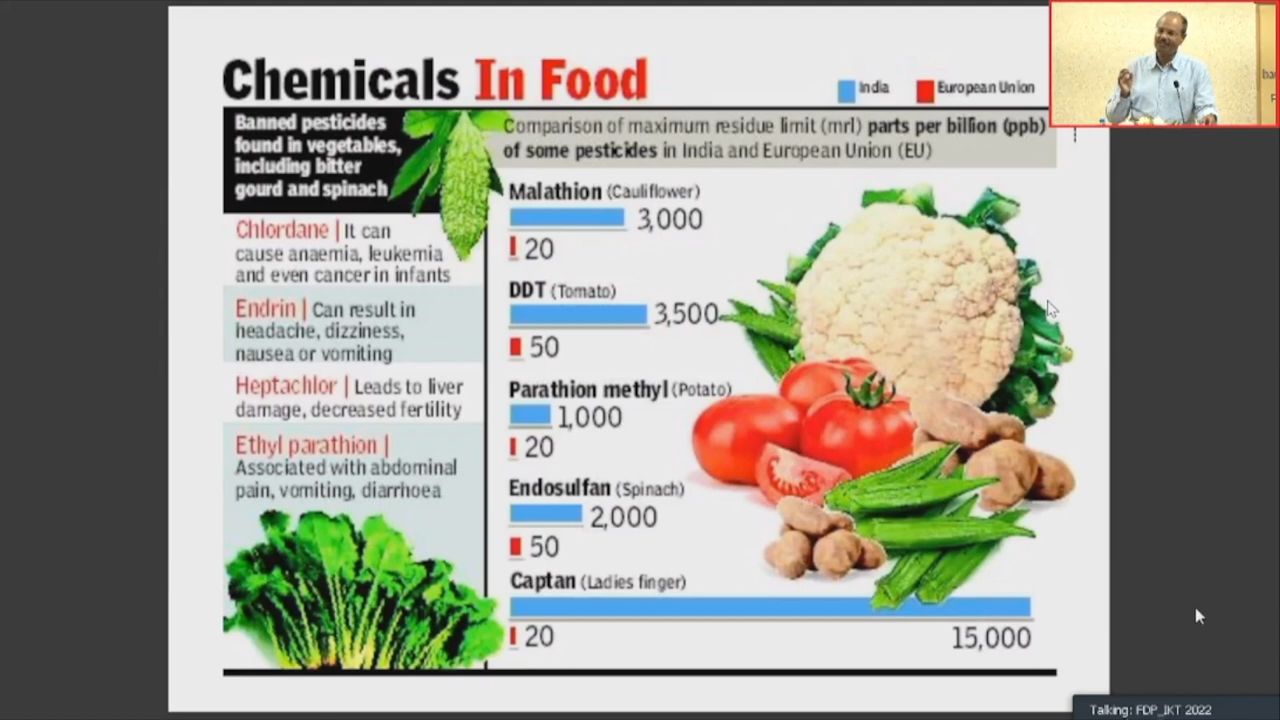 Chemicals In Food
India
European Union
Banned pesticides
found in vegetables,
including bitter
gourd and spinach
Chlordane | It can
cause anaemia, leukemia
and even cancer in infants
Endrin | Can result in
headache, dizziness,
nausea or vomiting
Heptachlor | Leads to liver
damage, decreased fertility
Ethyl parathion |
Associated with abdominal
pain, vomiting, diarrhoea
Comparison of maximum residue limit (mrl) parts per billion (ppb)
of some pesticides in India and European Union (EU)
Malathion (Cauliflower)
3,000
20
DDT (Tomato)
3,500
50
Parathion methyl (Potato)
1,000
20
Endosulfan (Spinach)
2,000
50
Captan (Ladies finger)
20
15,000
Talking: FDP_IKT 2022